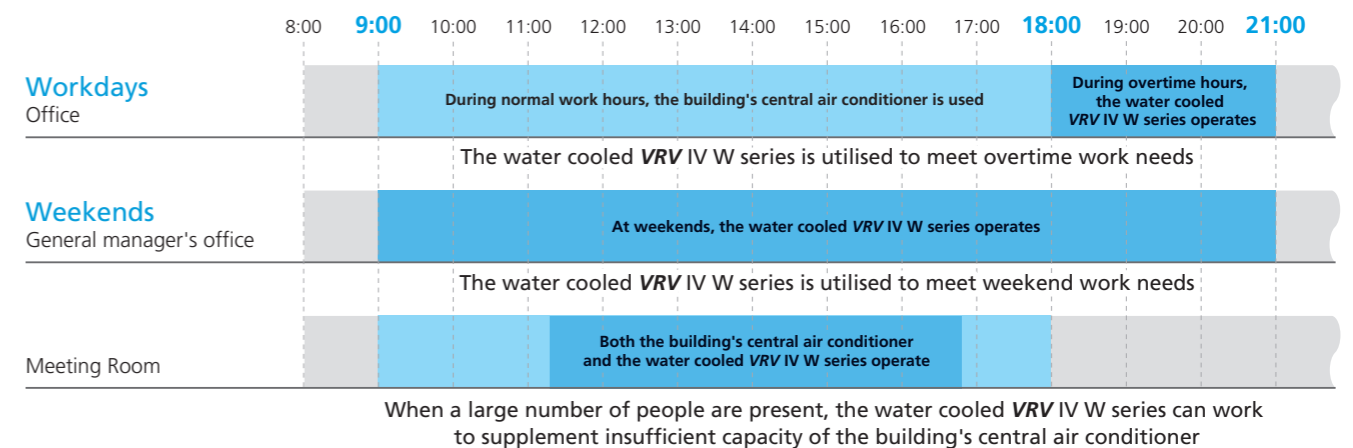 8:00 9:00 10:00 11:00 12:00 13:00 14:00 15:00 16:00 17:00 18:00 19:00 20:00 21:00
Workdays
Office
During normal work hours, the building's central air conditioner is used
During overtime hours,
the water cooled
VRV IV W series operates
The water cooled VRV IV W series is utilised to meet overtime work needs
Weekends
General manager's office
At weekends, the water cooled VRV IV W series operates
The water cooled VRV IV W series is utilised to meet weekend work needs
Meeting Room
Both the building's central air conditioner
and the water cooled VRV IV W series operate
When a large number of people are present, the water cooled VRV IV W series can work
to supplement insufficient capacity of the building's central air conditioner